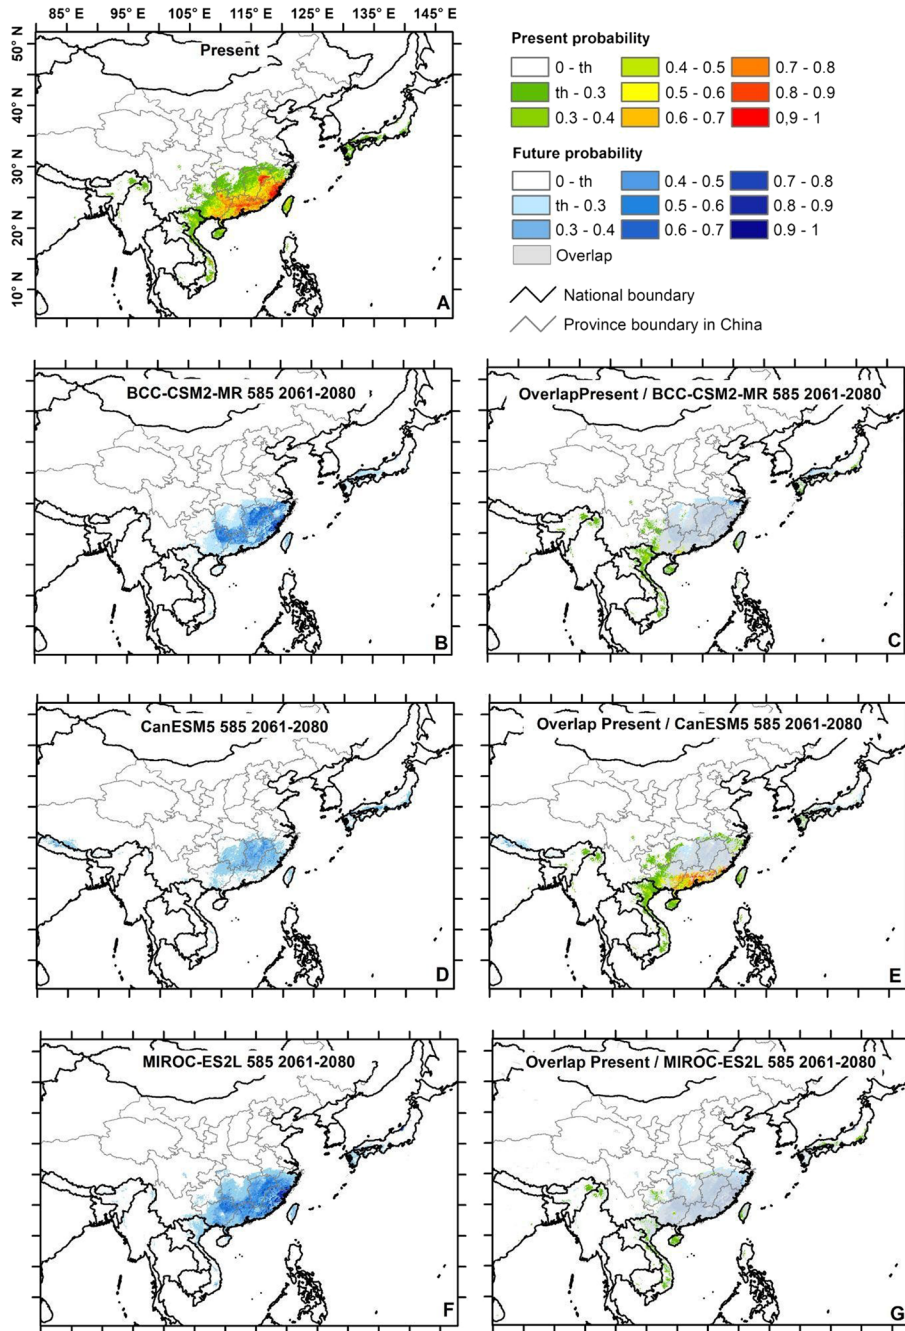 85° E 95° E 105° E 115° E 125° E 135° E 145° E
50° N
40° N
30° N
20° N
10° N
Present
A
Present probability
0 - th 0.4 - 0.5 0.7 - 0.8
th - 0.3 0.5 - 0.6 0.8 - 0.9
0.3 - 0.4 0.6 - 0.7 0,9 - 1
Future probability
0 - th 0.4 - 0.5 0.7 - 0.8
th - 0.3 0.5 - 0.6 0.8 - 0.9
0.3 - 0.4 0.6 - 0.7 0.9 - 1
Overlap
National boundary
Province boundary in China
BCC-CSM2-MR 585 2061-2080
B
OverlapPresent / BCC-CSM2-MR 585 2061-2080
C
CanESM5 585 2061-2080
D
Overlap Present / CanESM5 585 2061-2080
E
MIROC-ES2L 585 2061-2080
F
Overlap Present / MIROC-ES2L 585 2061-2080
G